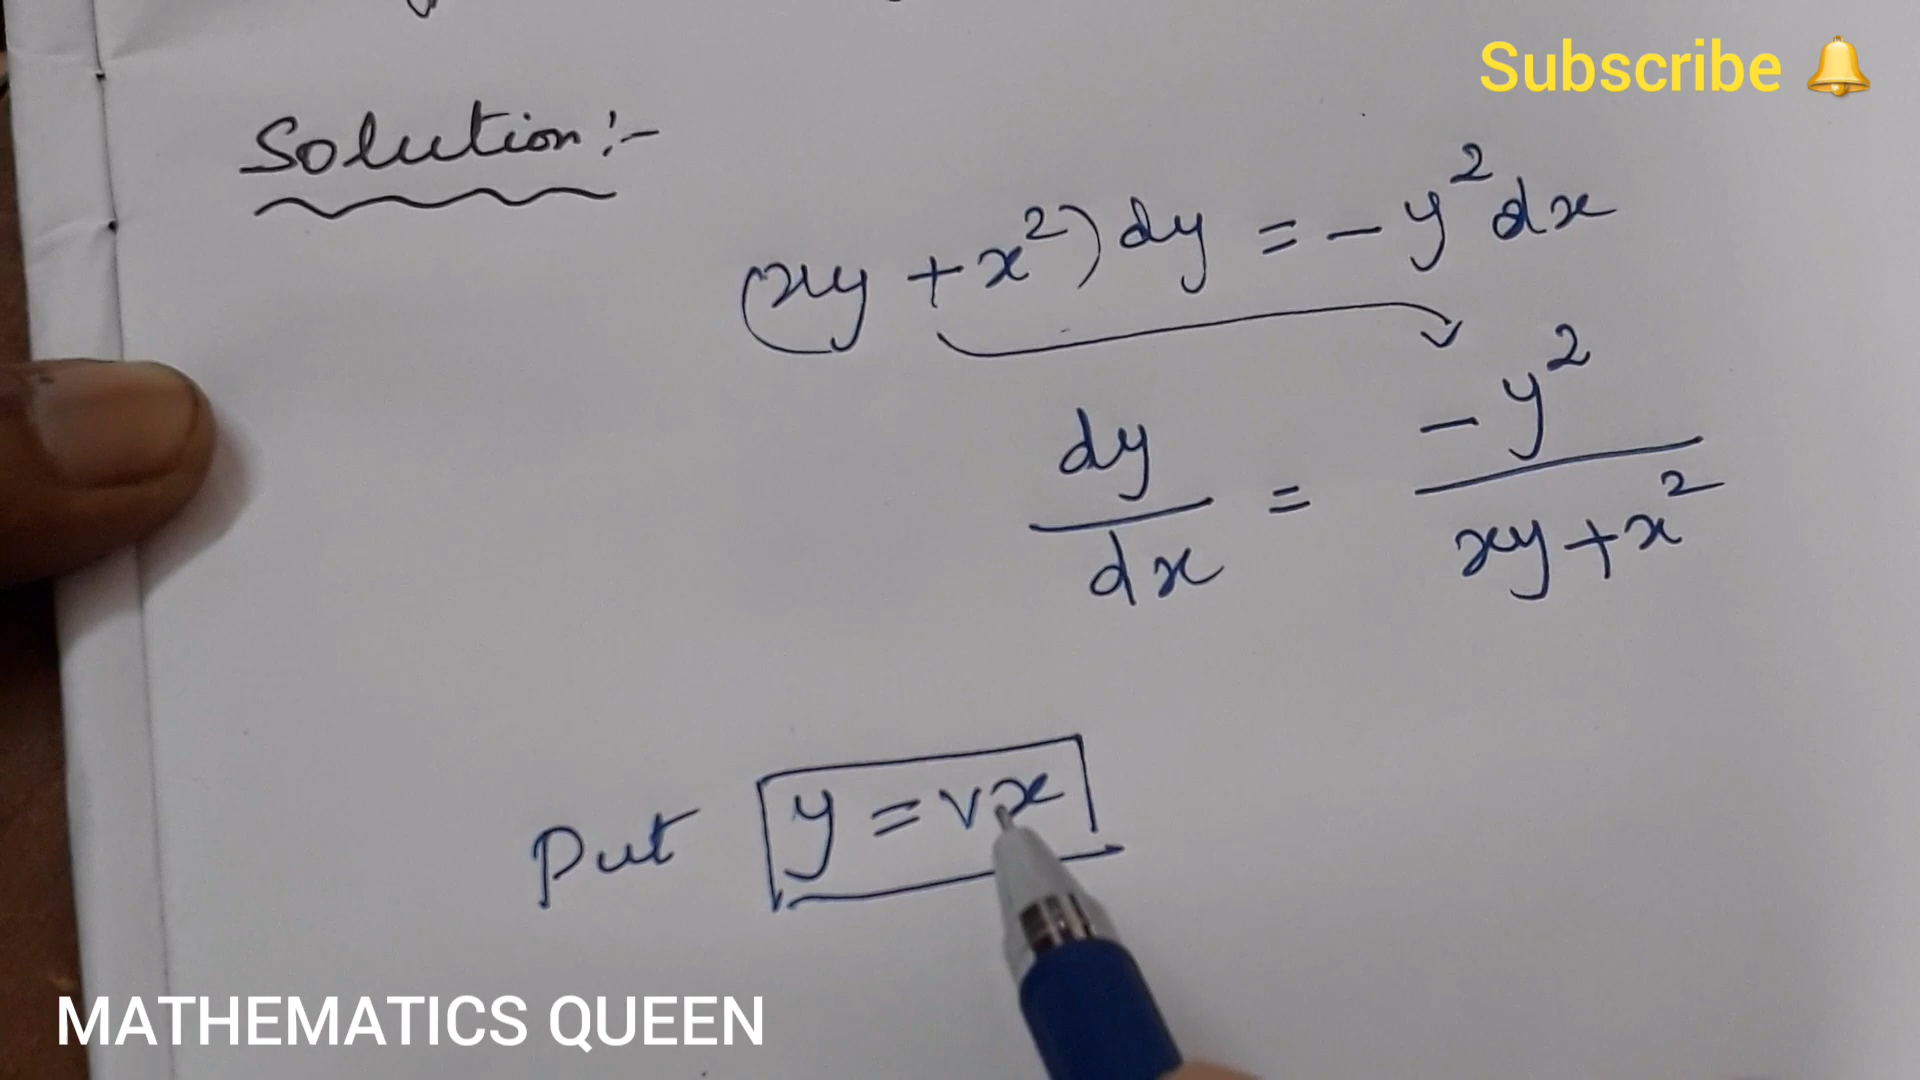 Subscribe 🔔
Solution:-
(xy + x²) dy = - y² dx
dy/dx = - y²/xy + x²
Put y = vx
MATHEMATICS QUEEN